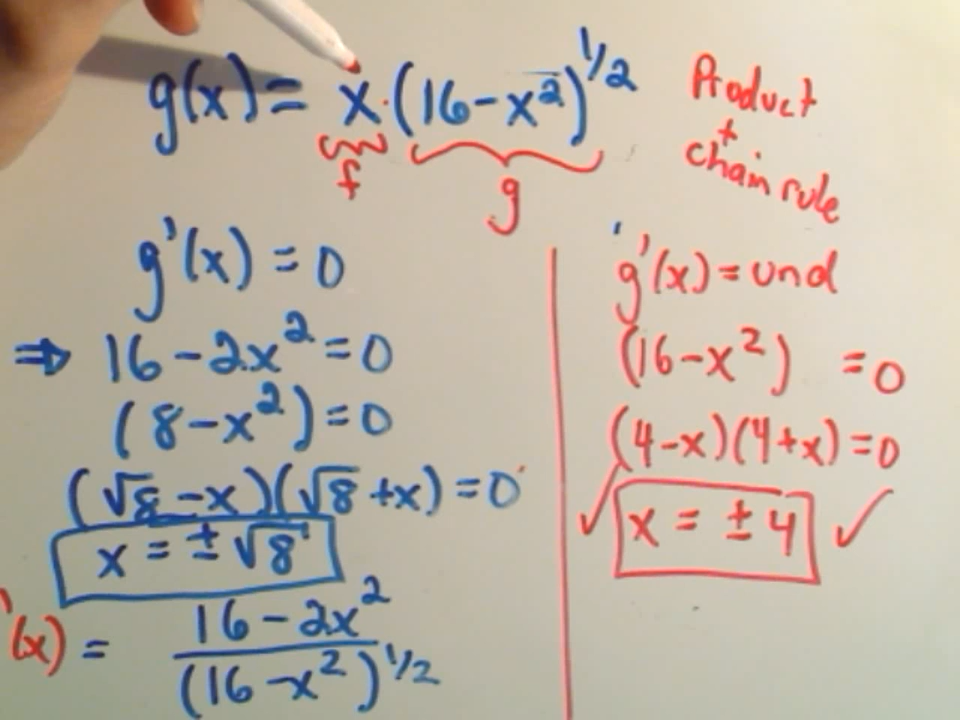 g(x) = x·(16-x²)^1/2
Product
+
chain rule
f
g
g'(x) = 0
⇒ 16-2x² = 0
(8-x²) = 0
(√8-x)(√8+x) = 0
x = ±√8
'(x) = 16-2x² / (16-x²)^1/2
g'(x) = und
(16-x²) = 0
(4-x)(4+x) = 0
✓ x = ±4 ✓